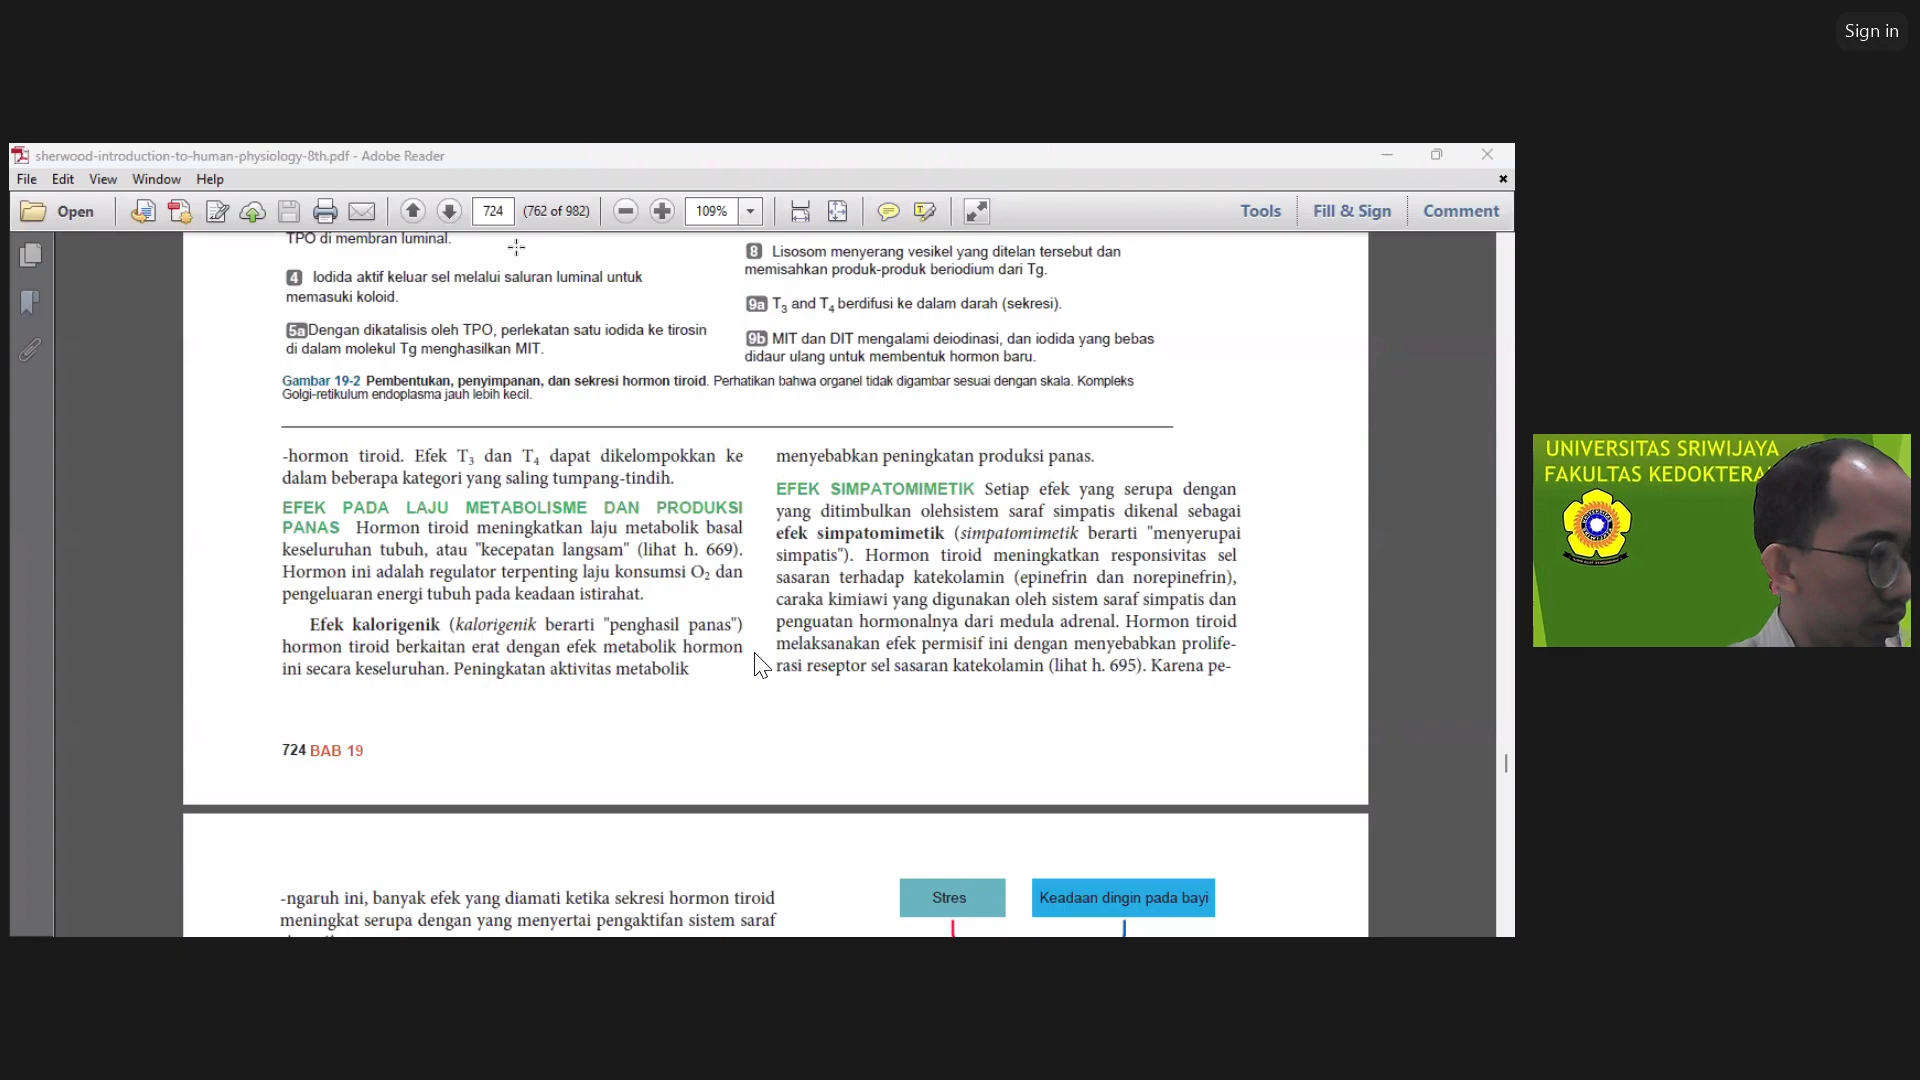 Sign in
sherwood-introduction-to-human-physiology-8th.pdf - Adobe Reader
File Edit View Window Help
Open 724 (762 of 982) 109% Tools Fill & Sign Comment
TPO di membran luminal.
4 Iodida aktif keluar sel melalui saluran luminal untuk
memasuki koloid.
5a Dengan dikatalisis oleh TPO, perlekatan satu iodida ke tirosin
di dalam molekul Tg menghasilkan MIT.
8 Lisosom menyerang vesikel yang ditelan tersebut dan
memisahkan produk-produk beriodium dari Tg.
9a T3 and T4 berdifusi ke dalam darah (sekresi).
9b MIT dan DIT mengalami deiodinasi, dan iodida yang bebas
didaur ulang untuk membentuk hormon baru.
Gambar 19-2 Pembentukan, penyimpanan, dan sekresi hormon tiroid. Perhatikan bahwa organel tidak digambar sesuai dengan skala. Kompleks
Golgi-retikulum endoplasma jauh lebih kecil.
-hormon tiroid. Efek T3 dan T4 dapat dikelompokkan ke
dalam beberapa kategori yang saling tumpang-tindih.
EFEK PADA LAJU METABOLISME DAN PRODUKSI
PANAS Hormon tiroid meningkatkan laju metabolik basal
keseluruhan tubuh, atau "kecepatan langsam" (lihat h. 669).
Hormon ini adalah regulator terpenting laju konsumsi O2 dan
pengeluaran energi tubuh pada keadaan istirahat.
Efek kalorigenik (kalorigenik berarti "penghasil panas")
hormon tiroid berkaitan erat dengan efek metabolik hormon
ini secara keseluruhan. Peningkatan aktivitas metabolik
menyebabkan peningkatan produksi panas.
EFEK SIMPATOMIMETIK Setiap efek yang serupa dengan
yang ditimbulkan olehsistem saraf simpatis dikenal sebagai
efek simpatomimetik (simpatomimetik berarti "menyerupai
simpatis"). Hormon tiroid meningkatkan responsivitas sel
sasaran terhadap katekolamin (epinefrin dan norepinefrin),
caraka kimiawi yang digunakan oleh sistem saraf simpatis dan
penguatan hormonalnya dari medula adrenal. Hormon tiroid
melaksanakan efek permisif ini dengan menyebabkan prolife-
rasi reseptor sel sasaran katekolamin (lihat h. 695). Karena pe-
724 BAB 19
-ngaruh ini, banyak efek yang diamati ketika sekresi hormon tiroid
meningkat serupa dengan yang menyertai pengaktifan sistem saraf
Stres
Keadaan dingin pada bayi
UNIVERSITAS SRIWIJAYA
FAKULTAS KEDOKTERA